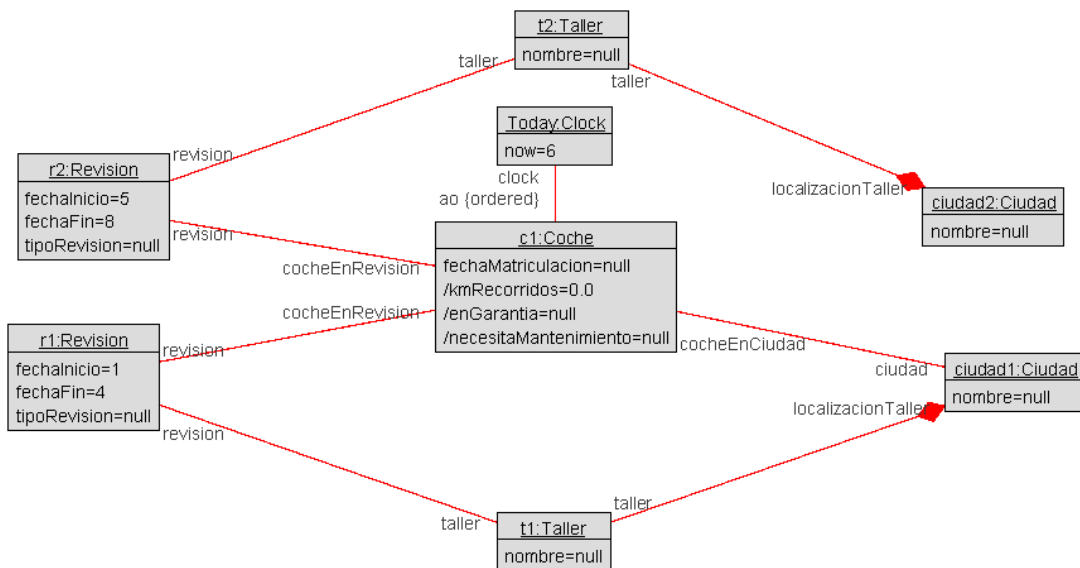 t2:Taller
nombre=null
taller
taller
Today:Clock
now=6
clock
ao {ordered}
revision
r2:Revision
fechaInicio=5
fechaFin=8
tipoRevision=null
revision
localizacionTaller
ciudad2:Ciudad
nombre=null
c1:Coche
fechaMatriculacion=null
/kmRecorridos=0.0
/enGarantia=null
/necesitaMantenimiento=null
cocheEnRevision
cocheEnRevision
r1:Revision
fechaInicio=1
fechaFin=4
tipoRevision=null
revision
revision
cocheEnCiudad
ciudad
ciudad1:Ciudad
nombre=null
localizacionTaller
taller
taller
t1:Taller
nombre=null